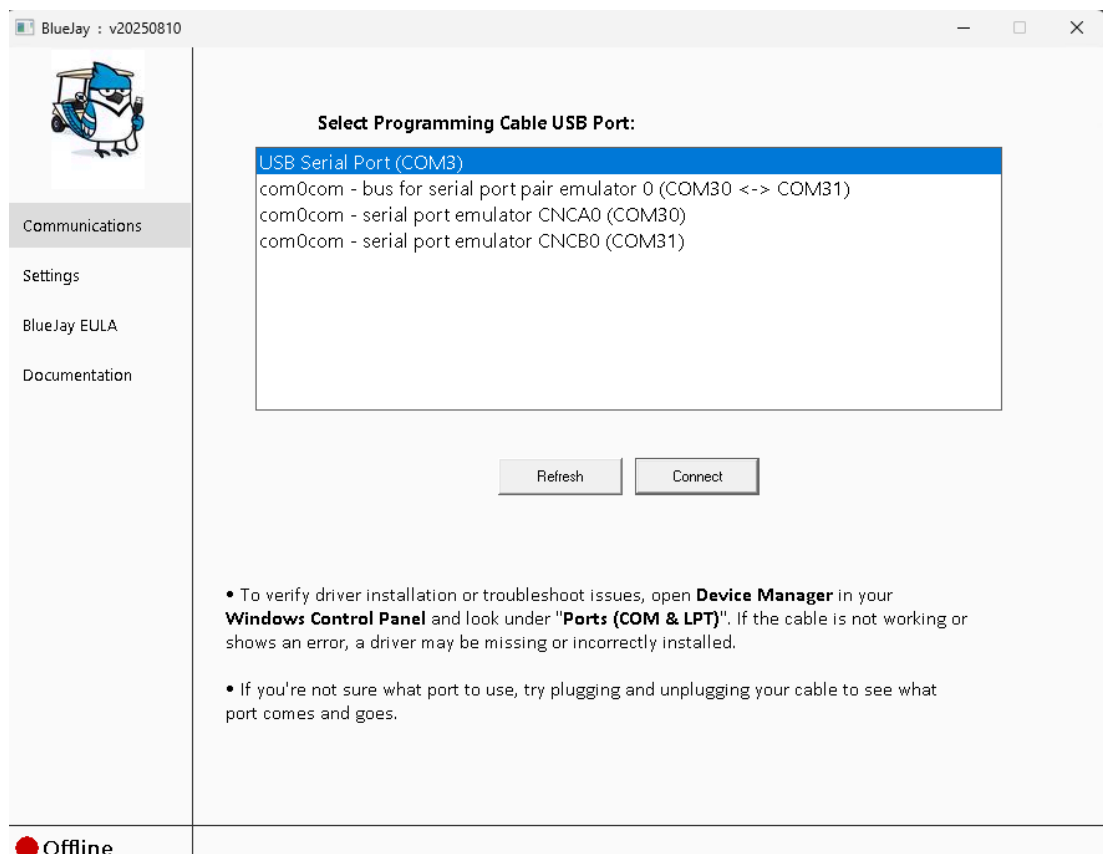 BlueJay : v20250810
Select Programming Cable USB Port:
USB Serial Port (COM3)
com0com - bus for serial port pair emulator 0 (COM30 <-> COM31)
com0com - serial port emulator CNCA0 (COM30)
com0com - serial port emulator CNCB0 (COM31)
Communications
Settings
BlueJay EULA
Documentation
Refresh
Connect
• To verify driver installation or troubleshoot issues, open Device Manager in your
Windows Control Panel and look under "Ports (COM & LPT)". If the cable is not working or
shows an error, a driver may be missing or incorrectly installed.
• If you're not sure what port to use, try plugging and unplugging your cable to see what
port comes and goes.
Offline